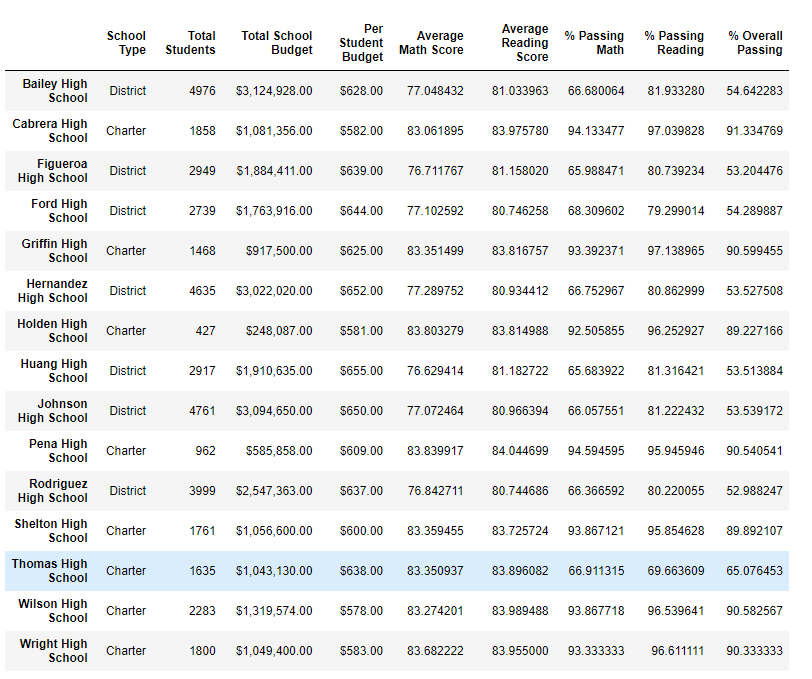 School Type Total Students Total School Budget Per Student Budget Average Math Score Average Reading Score % Passing Math % Passing Reading % Overall Passing
Bailey High School District 4976 $3,124,928.00 $628.00 77.048432 81.033963 66.680064 81.933280 54.642283
Cabrera High School Charter 1858 $1,081,356.00 $582.00 83.061895 83.975780 94.133477 97.039828 91.334769
Figueroa High School District 2949 $1,884,411.00 $639.00 76.711767 81.158020 65.988471 80.739234 53.204476
Ford High School District 2739 $1,763,916.00 $644.00 77.102592 80.746258 68.309602 79.299014 54.289887
Griffin High School Charter 1468 $917,500.00 $625.00 83.351499 83.816757 93.392371 97.138965 90.599455
Hernandez High School District 4635 $3,022,020.00 $652.00 77.289752 80.934412 66.752967 80.862999 53.527508
Holden High School Charter 427 $248,087.00 $581.00 83.803279 83.814988 92.505855 96.252927 89.227166
Huang High School District 2917 $1,910,635.00 $655.00 76.629414 81.182722 65.683922 81.316421 53.513884
Johnson High School District 4761 $3,094,650.00 $650.00 77.072464 80.966394 66.057551 81.222432 53.539172
Pena High School Charter 962 $585,858.00 $609.00 83.839917 84.044699 94.594595 95.945946 90.540541
Rodriguez High School District 3999 $2,547,363.00 $637.00 76.842711 80.744686 66.366592 80.220055 52.988247
Shelton High School Charter 1761 $1,056,600.00 $600.00 83.359455 83.725724 93.867121 95.854628 89.892107
Thomas High School Charter 1635 $1,043,130.00 $638.00 83.350937 83.896082 66.911315 69.663609 65.076453
Wilson High School Charter 2283 $1,319,574.00 $578.00 83.274201 83.989488 93.867718 96.539641 90.582567
Wright High School Charter 1800 $1,049,400.00 $583.00 83.682222 83.955000 93.333333 96.611111 90.333333